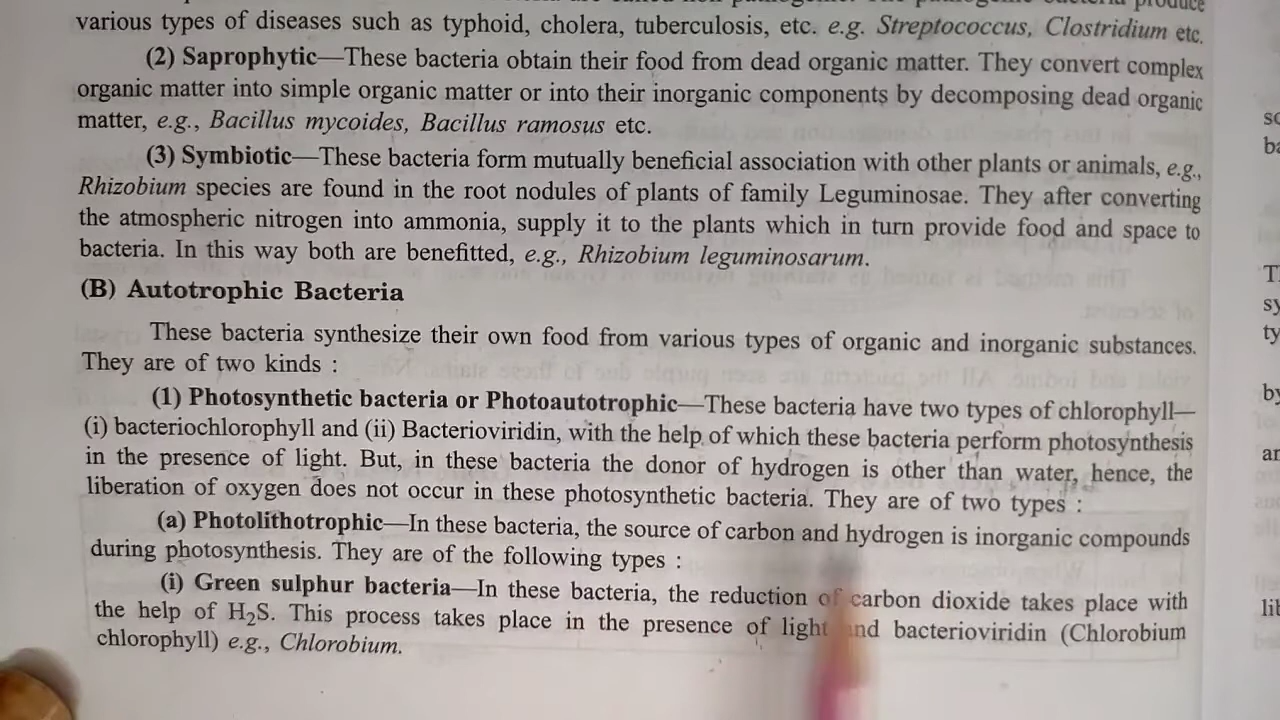 various types of diseases such as typhoid, cholera, tuberculosis, etc. e.g. Streptococcus, Clostridium etc.
(2) Saprophytic—These bacteria obtain their food from dead organic matter. They convert complex
organic matter into simple organic matter or into their inorganic components by decomposing dead organic
matter, e.g., Bacillus mycoides, Bacillus ramosus etc.
(3) Symbiotic—These bacteria form mutually beneficial association with other plants or animals, e.g.,
Rhizobium species are found in the root nodules of plants of family Leguminosae. They after converting
the atmospheric nitrogen into ammonia, supply it to the plants which in turn provide food and space to
bacteria. In this way both are benefitted, e.g., Rhizobium leguminosarum.
(B) Autotrophic Bacteria
These bacteria synthesize their own food from various types of organic and inorganic substances.
They are of two kinds :
(1) Photosynthetic bacteria or Photoautotrophic—These bacteria have two types of chlorophyll—
(i) bacteriochlorophyll and (ii) Bacterioviridin, with the help of which these bacteria perform photosynthesis
in the presence of light. But, in these bacteria the donor of hydrogen is other than water, hence, the
liberation of oxygen does not occur in these photosynthetic bacteria. They are of two types :
(a) Photolithotrophic—In these bacteria, the source of carbon and hydrogen is inorganic compounds
during photosynthesis. They are of the following types :
(i) Green sulphur bacteria—In these bacteria, the reduction of carbon dioxide takes place with
the help of H₂S. This process takes place in the presence of light and bacterioviridin (Chlorobium
chlorophyll) e.g., Chlorobium.